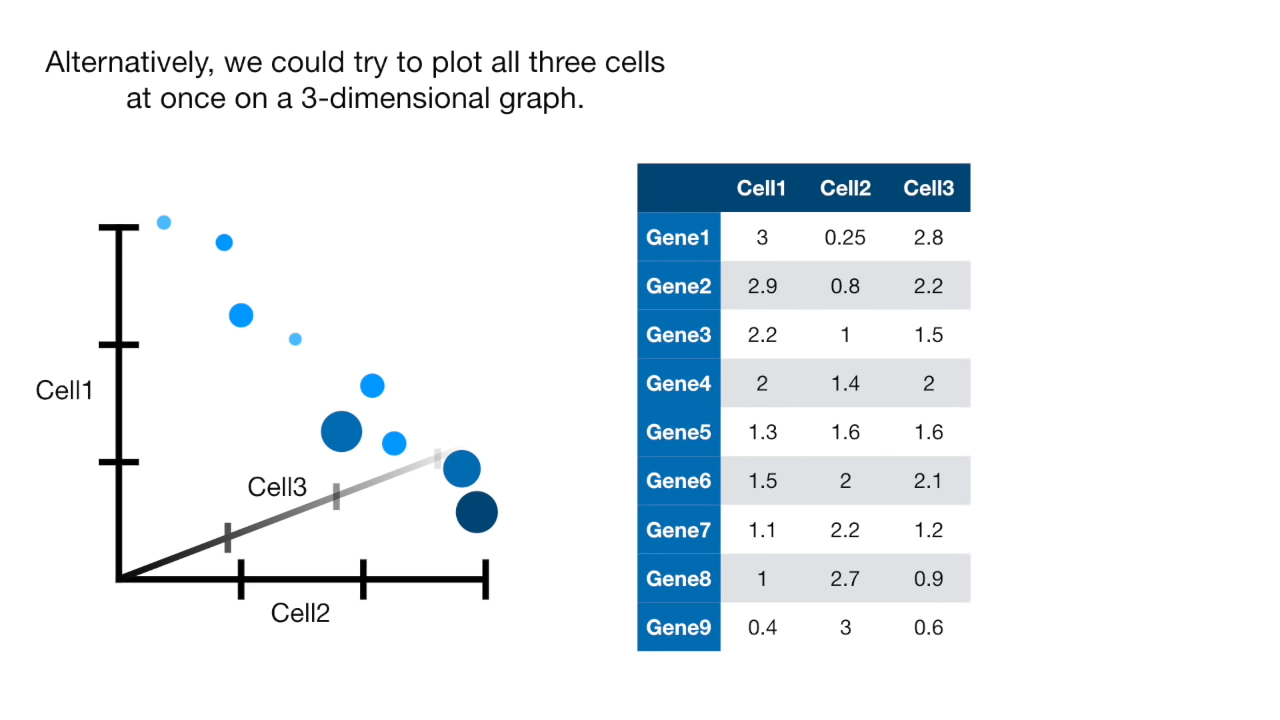 Alternatively, we could try to plot all three cells
at once on a 3-dimensional graph.
Cell1
Cell3
Cell2
Cell1 Cell2 Cell3
Gene1 3 0.25 2.8
Gene2 2.9 0.8 2.2
Gene3 2.2 1 1.5
Gene4 2 1.4 2
Gene5 1.3 1.6 1.6
Gene6 1.5 2 2.1
Gene7 1.1 2.2 1.2
Gene8 1 2.7 0.9
Gene9 0.4 3 0.6